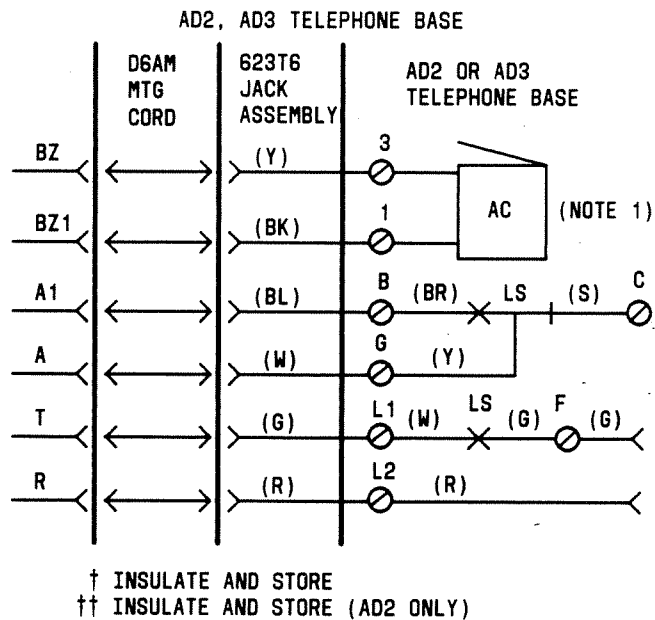 AD2, AD3 TELEPHONE BASE
D6AM
MTG
CORD
623T6
JACK
ASSEMBLY
AD2 OR AD3
TELEPHONE BASE
BZ
(Y)
3
AC
(NOTE 1)
BZ1
(BK)
1
A1
(BL)
B
(BR)
LS
(S)
C
A
(W)
G
(Y)
T
(G)
L1
(W)
LS
(G)
F
(G)
R
(R)
L2
(R)
† INSULATE AND STORE
†† INSULATE AND STORE (AD2 ONLY)